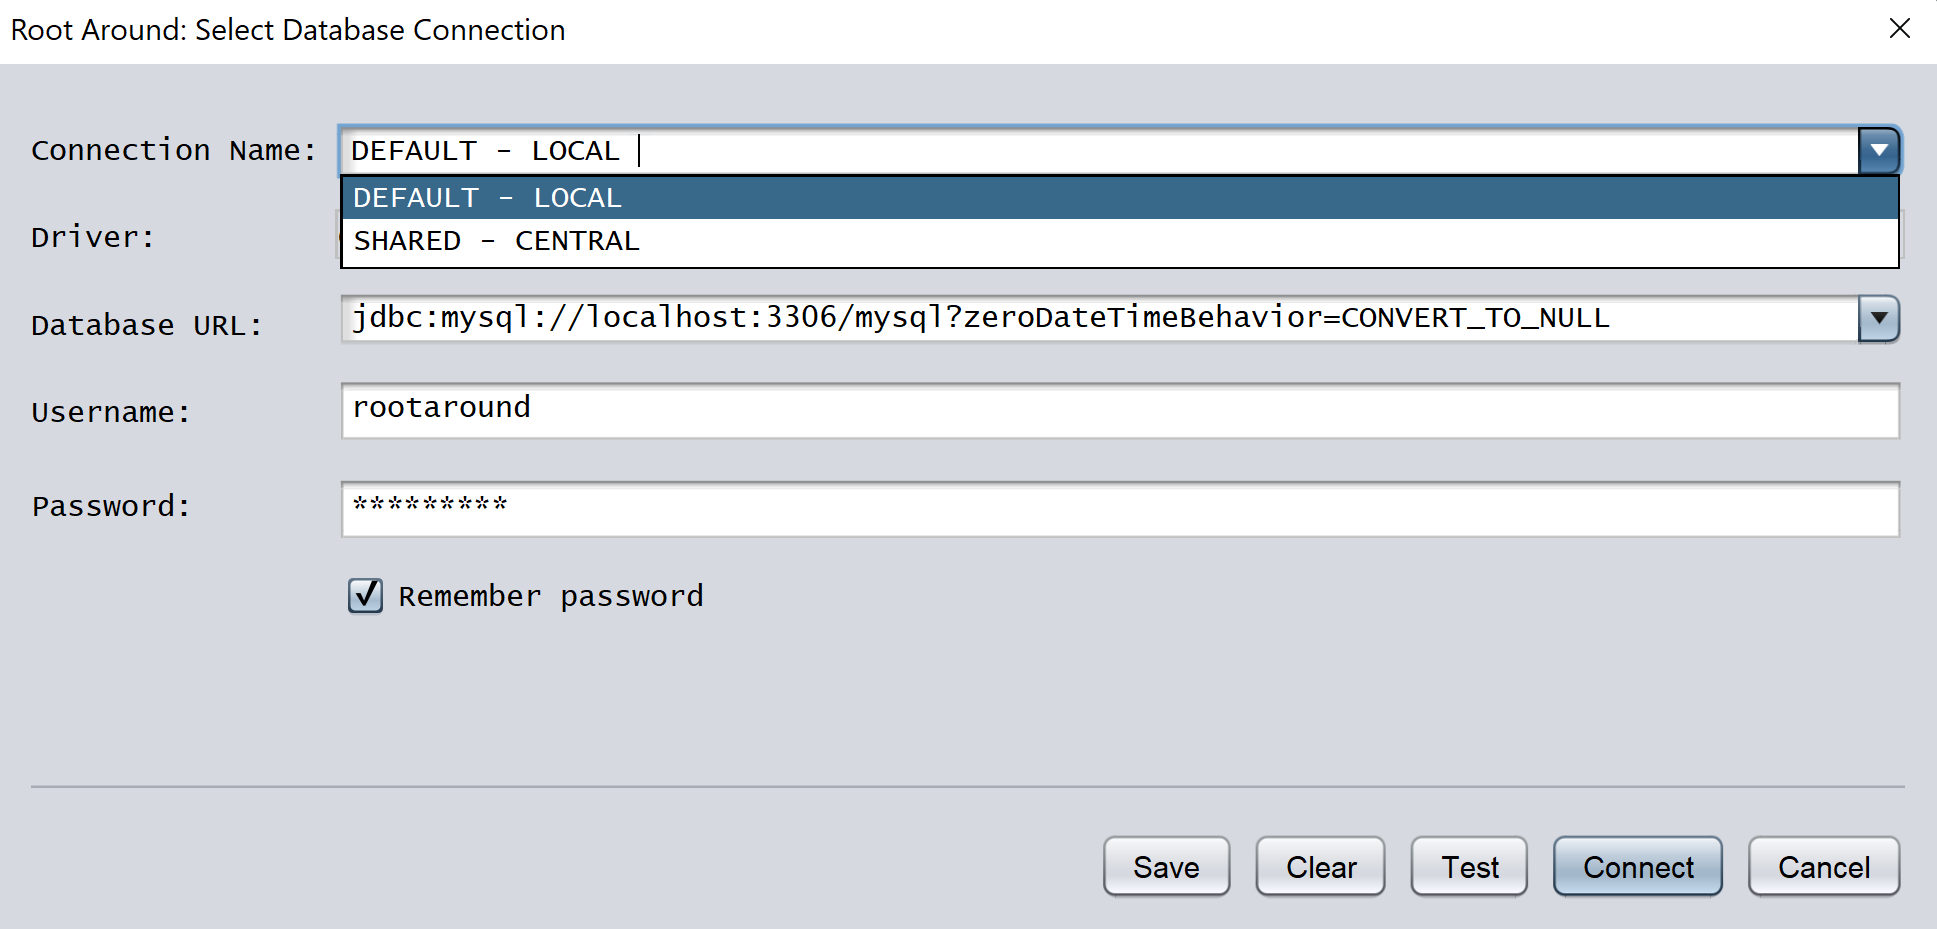 Root Around: Select Database Connection
Connection Name: DEFAULT - LOCAL
DEFAULT - LOCAL
SHARED - CENTRAL
Driver:
Database URL: jdbc:mysql://localhost:3306/mysql?zeroDateTimeBehavior=CONVERT_TO_NULL
Username: rootaround
Password: *********
Remember password
Save Clear Test Connect Cancel